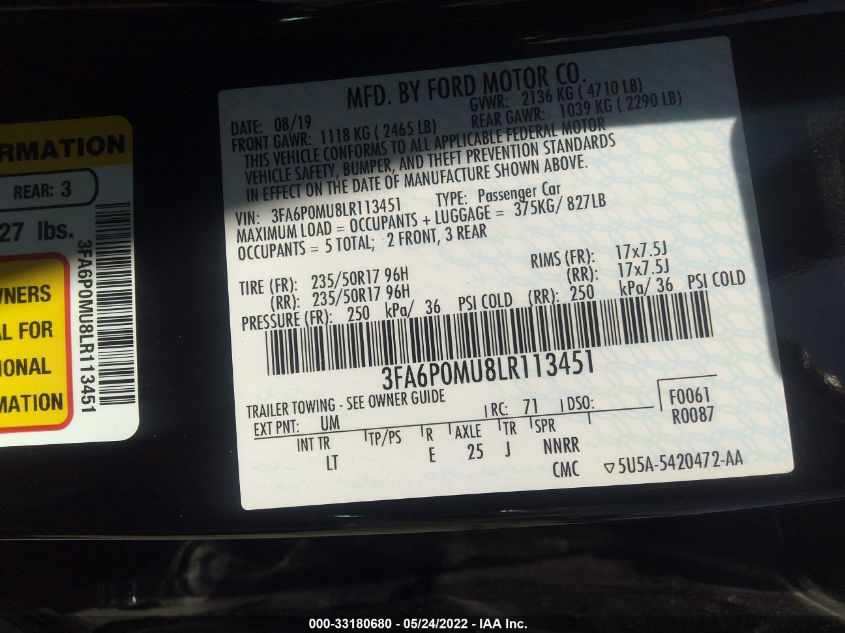 RMATION
REAR: 3
27 lbs.
WNERS
AL FOR
IONAL
MATION
3FA6P0MU8LR113451
MFD. BY FORD MOTOR CO.
DATE: 08/19 GVWR: 2136 KG ( 4710 LB)
FRONT GAWR: 1118 KG ( 2465 LB) REAR GAWR: 1039 KG ( 2290 LB)
THIS VEHICLE CONFORMS TO ALL APPLICABLE FEDERAL MOTOR
VEHICLE SAFETY, BUMPER, AND THEFT PREVENTION STANDARDS
IN EFFECT ON THE DATE OF MANUFACTURE SHOWN ABOVE.
VIN: 3FA6P0MU8LR113451 TYPE: Passenger Car
MAXIMUM LOAD = OCCUPANTS + LUGGAGE = 375KG/ 827LB
OCCUPANTS = 5 TOTAL; 2 FRONT, 3 REAR
TIRE (FR): 235/50R17 96H RIMS (FR): 17x7.5J
(RR): 235/50R17 96H (RR): 17x7.5J
PRESSURE (FR): 250 kPa/ 36 PSI COLD (RR): 250 kPa/ 36 PSI COLD
3FA6P0MU8LR113451
TRAILER TOWING - SEE OWNER GUIDE
EXT PNT: UM RC: 71 DSO: F0061
R0087
INT TR TP/PS R AXLE TR SPR
LT E 25 J NNRR
CMC ▽5U5A-5420472-AA
000-33180680 - 05/24/2022 - IAA Inc.